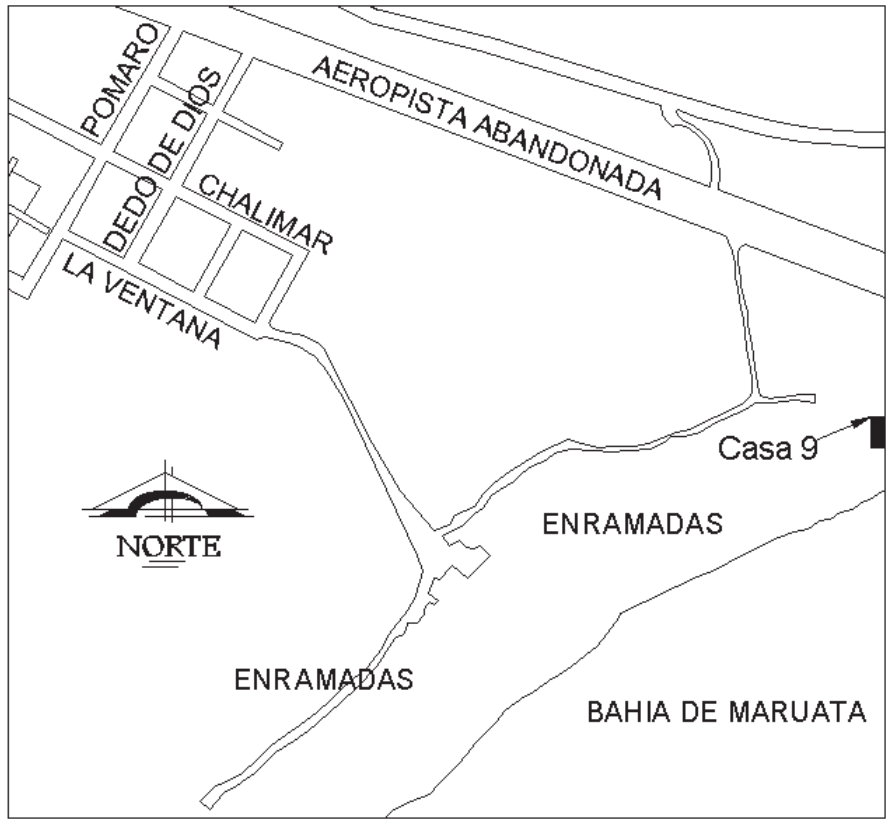 POMARO
DEDO DE DIOS
AEROPISTA ABANDONADA
CHALIMAR
LA VENTANA
Casa 9
NORTE
ENRAMADAS
ENRAMADAS
BAHIA DE MARUATA